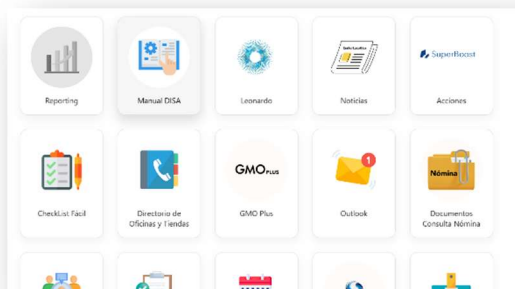 SuperBoost
Reporting
Manual DISA
Leonardo
Noticias
Acciones
GMO PLUS
1
Nómina
CheckList Fácil
Directorio de
Oficinas y Tiendas
GMO Plus
Outlook
Documentos
Consulta Nómina